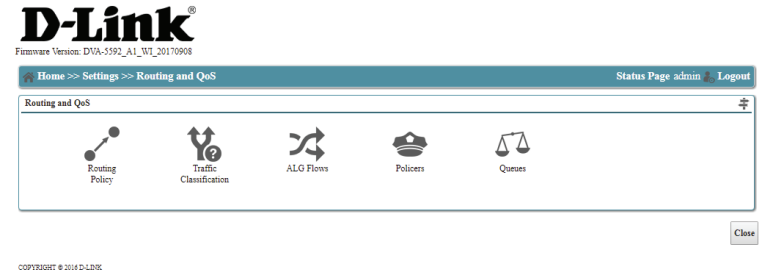 D-Link®
Firmware Version: DVA-5592_A1_WI_20170908
Home >> Settings >> Routing and QoS
Status Page admin Logout
Routing and QoS
Routing
Policy
Traffic
Classification
ALG Flows
Policers
Queues
Close
COPYRIGHT © 2016 D-LINK